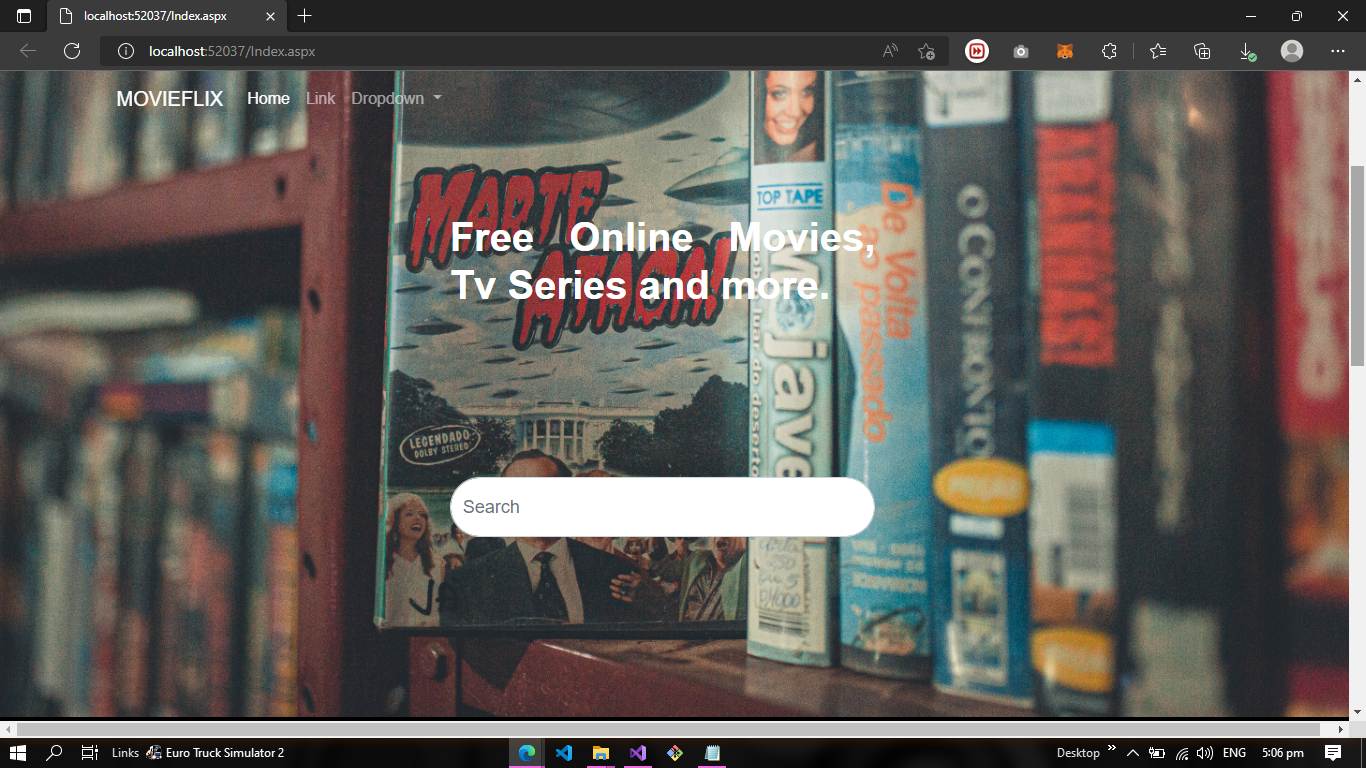 localhost:52037/Index.aspx
localhost:52037/Index.aspx
MOVIEFLIX Home Link Dropdown
TOP TAPE
MARTE
ATACA!
De Volta
ao passado
Mojave
O CONFRONTO
Free Online Movies,
Tv Series and more.
LEGENDADO
DOLBY STEREO
Search
Links Euro Truck Simulator 2
Desktop
ENG 5:06 pm